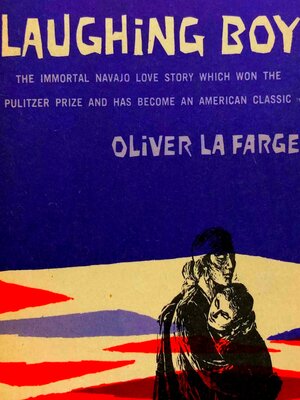 LAUGHING BOY
THE IMMORTAL NAVAJO LOVE STORY WHICH WON THE
PULITZER PRIZE AND HAS BECOME AN AMERICAN CLASSIC
OLIVER LA FARGE